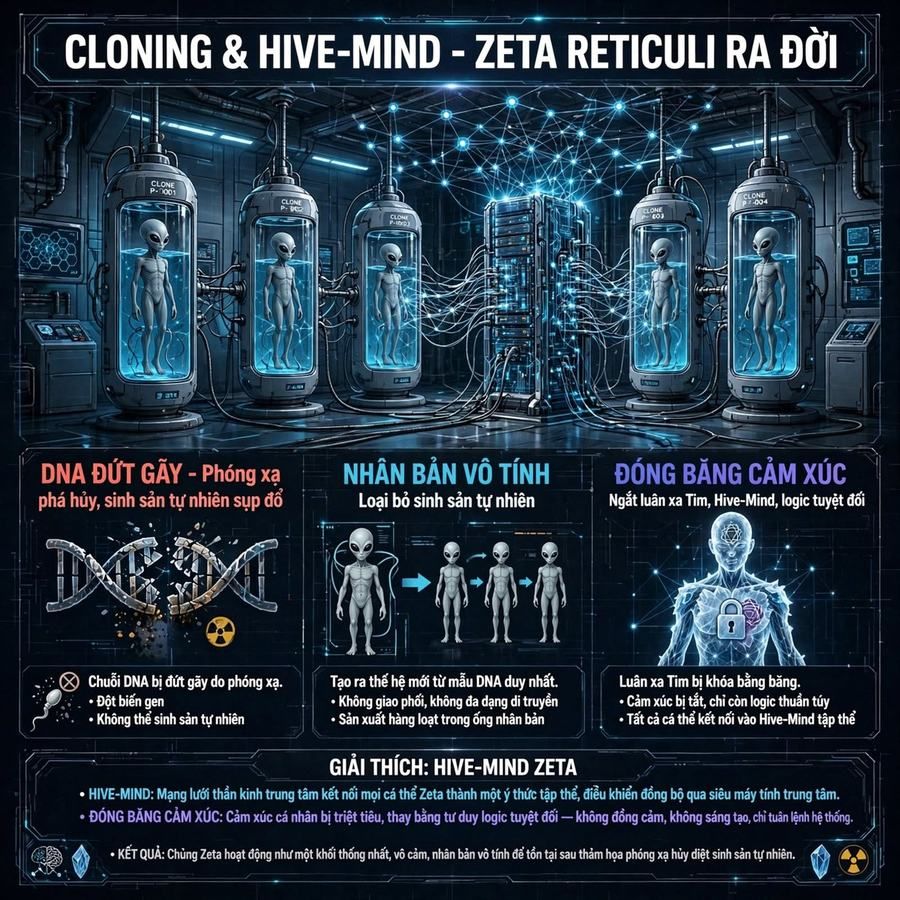 CLONING & HIVE-MIND - ZETA RETICULI RA ĐỜI
CLONE
P-0001
CLONE
CLONE
CLONE
603
CLONE
P-004
DNA ĐỨT GÃY - Phóng xạ
phá hủy, sinh sản tự nhiên sụp đổ
NHÂN BẢN VÔ TÍNH
Loại bỏ sinh sản tự nhiên
ĐÓNG BĂNG CẢM XÚC
Ngắt luân xa Tim, Hive-Mind, logic tuyệt đối
Chuỗi DNA bị đứt gãy do phóng xạ.
• Đột biến gen
• Không thể sinh sản tự nhiên
Tạo ra thế hệ mới từ mẫu DNA duy nhất.
• Không giao phối, không đa dạng di truyền
• Sản xuất hàng loạt trong ống nhân bản
Luân xa Tim bị khóa bằng băng.
• Cảm xúc bị tắt, chỉ còn logic thuần túy
• Tất cả cá thể kết nối vào Hive-Mind tập thể
GIẢI THÍCH: HIVE-MIND ZETA
• HIVE-MIND: Mạng lưới thần kinh trung tâm kết nối mọi cá thể Zeta thành một ý thức tập thể, điều khiển đồng bộ qua siêu máy tính trung tâm.
• ĐÓNG BĂNG CẢM XÚC: Cảm xúc cá nhân bị triệt tiêu, thay bằng tư duy logic tuyệt đối — không đồng cảm, không sáng tạo, chỉ tuân lệnh hệ thống.
• KẾT QUẢ: Chủng Zeta hoạt động như một khối thống nhất, vô cảm, nhân bản vô tính để tồn tại sau thảm họa phóng xạ hủy diệt sinh sản tự nhiên.